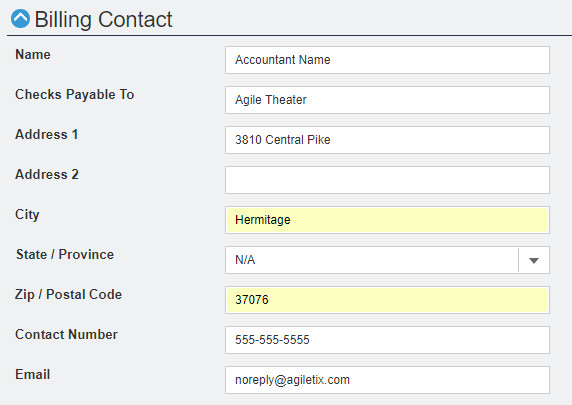 Billing Contact
Name Accountant Name
Checks Payable To Agile Theater
Address 1 3810 Central Pike
Address 2
City Hermitage
State / Province N/A
Zip / Postal Code 37076
Contact Number 555-555-5555
Email noreply@agiletix.com